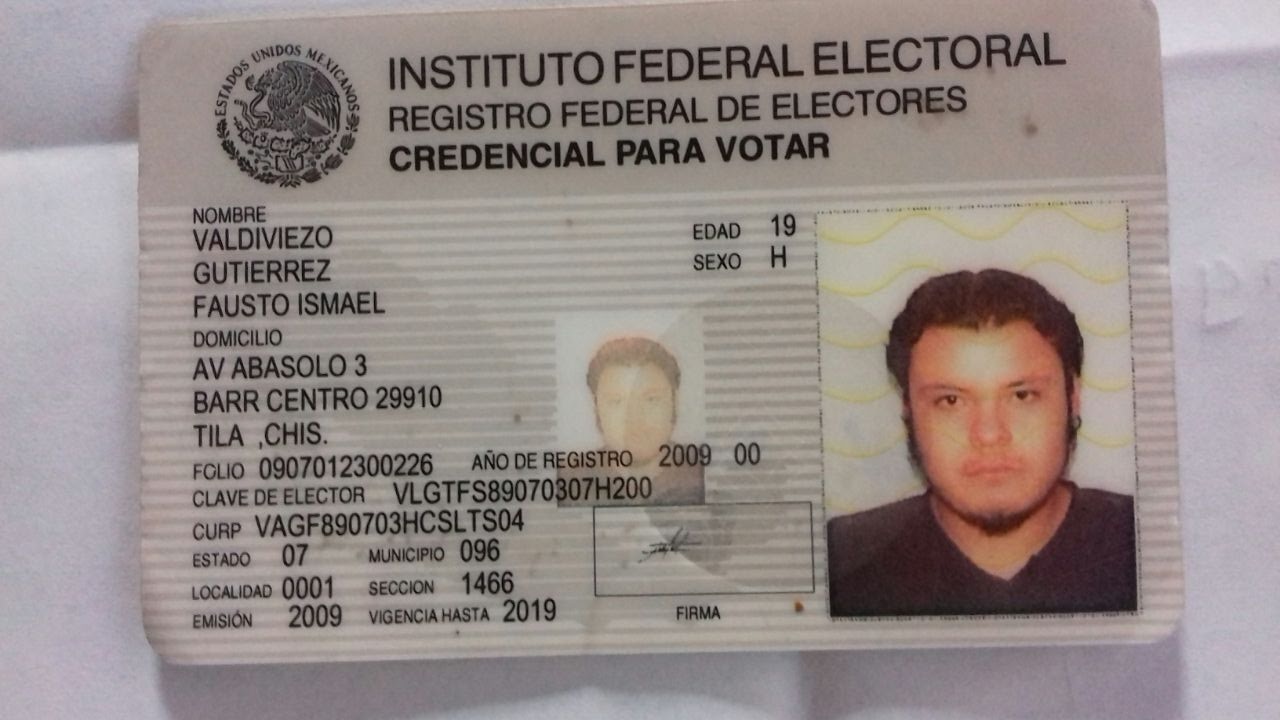 ESTADOS UNIDOS MEXICANOS
INSTITUTO FEDERAL ELECTORAL
REGISTRO FEDERAL DE ELECTORES
CREDENCIAL PARA VOTAR
NOMBRE
VALDIVIEZO
GUTIERREZ
FAUSTO ISMAEL
EDAD 19
SEXO H
DOMICILIO
AV ABASOLO 3
BARR CENTRO 29910
TILA ,CHIS.
FOLIO 0907012300226 AÑO DE REGISTRO 2009 00
CLAVE DE ELECTOR VLGTFS89070307H200
CURP VAGF890703HCSLTS04
ESTADO 07 MUNICIPIO 096
LOCALIDAD 0001 SECCION 1466
EMISIÓN 2009 VIGENCIA HASTA 2019
FIRMA